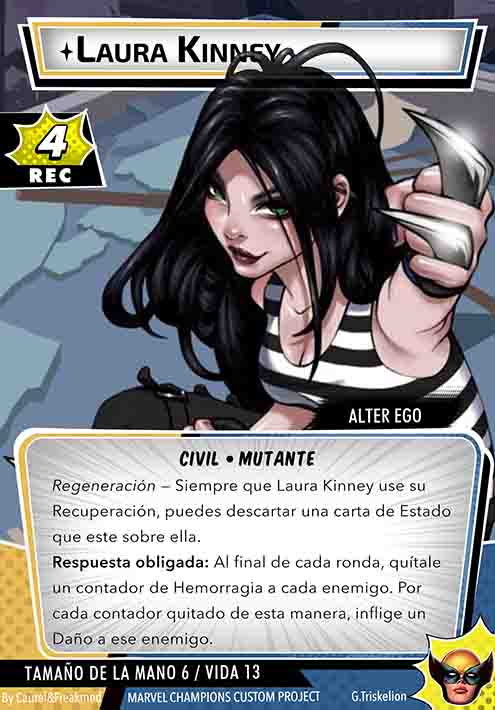 LAURA KINNEY
4
REC
ALTER EGO
CIVIL • MUTANTE
Regeneración – Siempre que Laura Kinney use su
Recuperación, puedes descartar una carta de Estado
que este sobre ella.
Respuesta obligada: Al final de cada ronda, quítale
un contador de Hemorragia a cada enemigo. Por
cada contador quitado de esta manera, inflige un
Daño a ese enemigo.
TAMAÑO DE LA MANO 6 / VIDA 13
By Caurel&Freakmod MARVEL CHAMPIONS CUSTOM PROJECT G.Triskelion